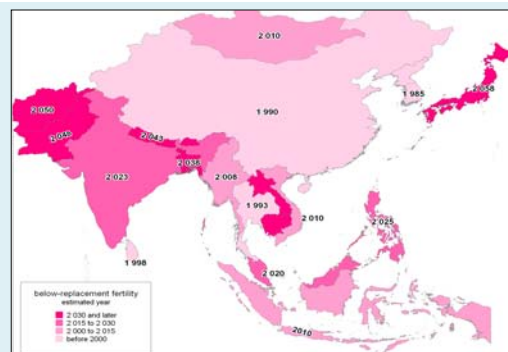 2 010
1 985
2 058
1 990
2 050
2 040
2 043
2 038
2 023
2 008
1 993
2 010
2 025
1 998
2 020
2010
below-replacement fertility
estimated year
2 030 and later
2 015 to 2 030
2 000 to 2 015
before 2000